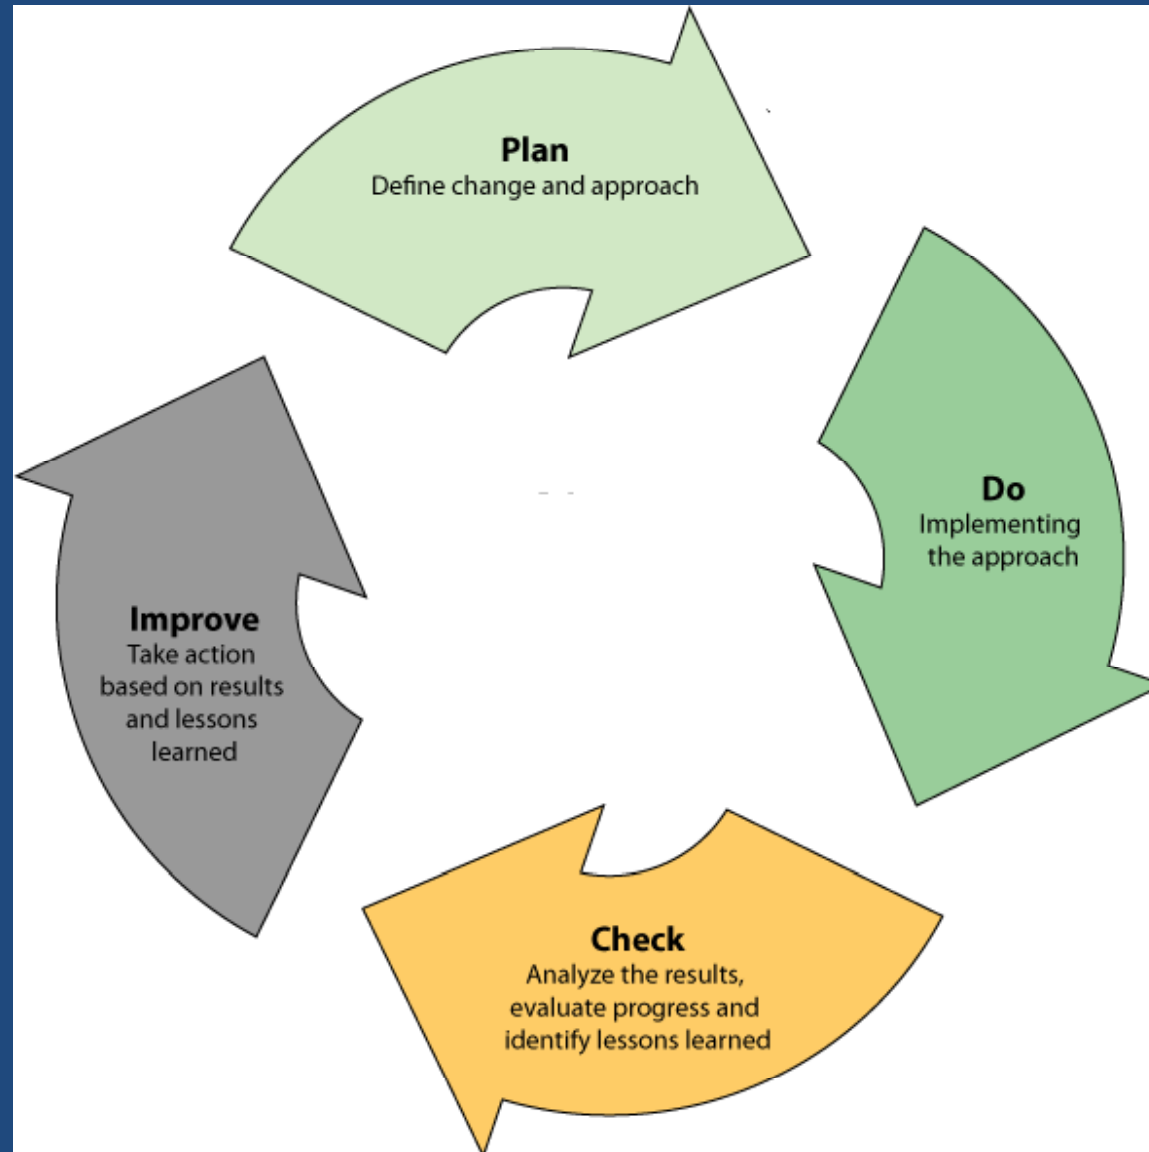 Plan
Define change and approach
Do
Implementing
the approach
Check
Analyze the results,
evaluate progress and
identify lessons learned
Improve
Take action
based on results
and lessons
learned